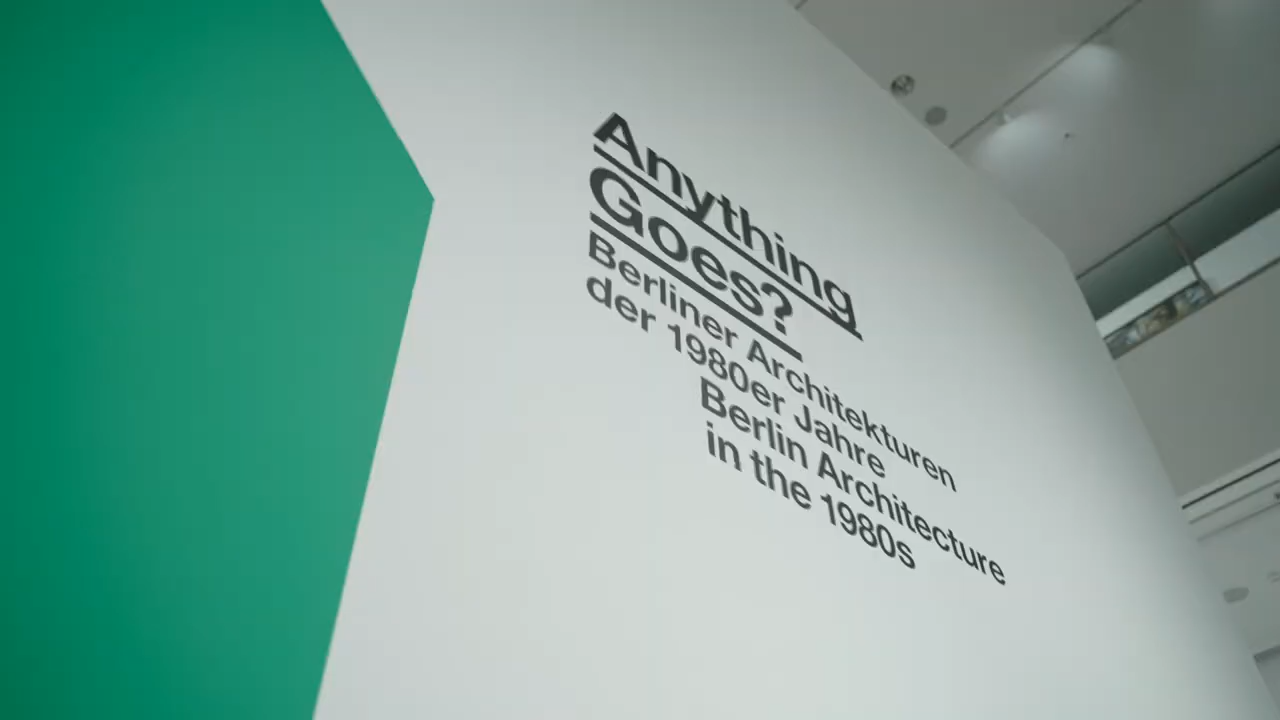 Anything
Goes?
Berliner Architekturen
der 1980er Jahre
Berlin Architecture
in the 1980s